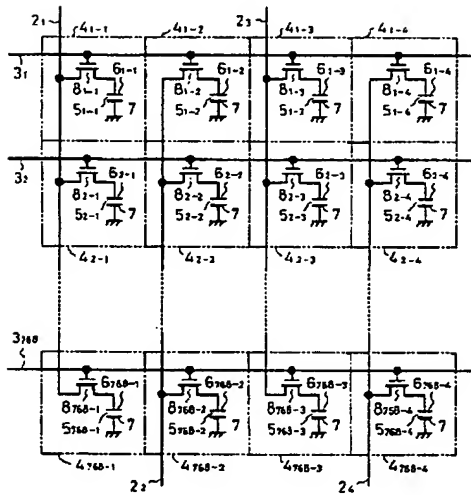 2₁ 4₁₋₁ 4₁₋₂ 2₃ 4₁₋₃ 4₁₋₄
3₁
6₁₋₁ 6₁₋₂ 6₁₋₃ 6₁₋₄
8₁₋₁ 8₁₋₂ 8₁₋₃ 8₁₋₄
5₁₋₁ 7 5₁₋₂ 7 5₁₋₃ 7 5₁₋₄ 7
3₂
6₂₋₁ 6₂₋₂ 6₂₋₃ 6₂₋₄
8₂₋₁ 8₂₋₂ 8₂₋₃ 8₂₋₄
5₂₋₁ 7 5₂₋₂ 7 5₂₋₃ 7 5₂₋₄ 7
4₂₋₁ 4₂₋₂ 4₂₋₃ 4₂₋₄
3₇₆₈
6₇₆₈₋₁ 6₇₆₈₋₂ 6₇₆₈₋₃ 6₇₆₈₋₄
8₇₆₈₋₁ 8₇₆₈₋₂ 8₇₆₈₋₃ 8₇₆₈₋₄
5₇₆₈₋₁ 7 5₇₆₈₋₂ 7 5₇₆₈₋₃ 7 5₇₆₈₋₄ 7
4₇₆₈₋₁ 4₇₆₈₋₂ 4₇₆₈₋₃ 4₇₆₈₋₄
2₂ 2₄